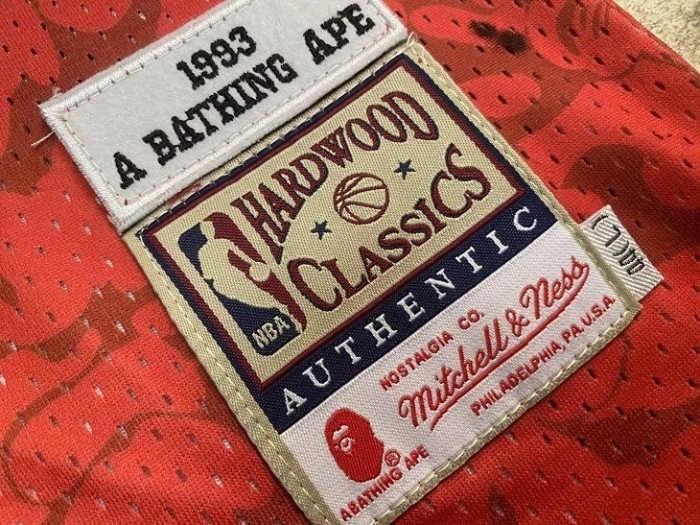 1993
A BATHING APE
HARDWOOD
CLASSICS
NBA
AUTHENTIC
NOSTALGIA CO.
Mitchell & Ness
PHILADELPHIA, PA. U.S.A
®
A BATHING APE